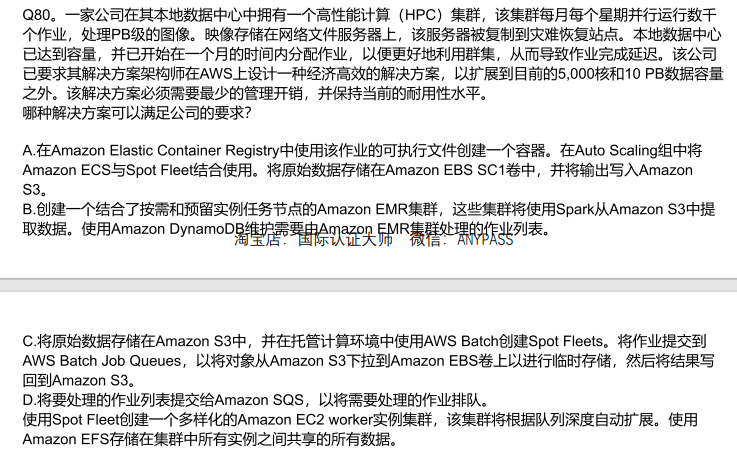 Q80。一家公司在其本地数据中心中拥有一个高性能计算（HPC）集群，该集群每月每个星期并行运行数千
个作业，处理PB级的图像。映像存储在网络文件服务器上，该服务器被复制到灾难恢复站点。本地数据中心
已达到容量，并已开始在一个月的时间内分配作业，以便更好地利用群集，从而导致作业完成延迟。该公司
已要求其解决方案架构师在AWS上设计一种经济高效的解决方案，以扩展到目前的5,000核和10 PB数据容量
之外。该解决方案必须需要最少的管理开销，并保持当前的耐用性水平。
哪种解决方案可以满足公司的要求？
A.在Amazon Elastic Container Registry中使用该作业的可执行文件创建一个容器。在Auto Scaling组中将
Amazon ECS与Spot Fleet结合使用。将原始数据存储在Amazon EBS SC1卷中，并将输出写入Amazon
S3。
B.创建一个结合了按需和预留实例任务节点的Amazon EMR集群，这些集群将使用Spark从Amazon S3中提
取数据。使用Amazon DynamoDB维护需要由Amazon EMR集群处理的作业列表。
淘宝店：国际认证大师 微信：ANYPASS
C.将原始数据存储在Amazon S3中，并在托管计算环境中使用AWS Batch创建Spot Fleets。将作业提交到
AWS Batch Job Queues，以将对象从Amazon S3下拉到Amazon EBS卷上以进行临时存储，然后将结果写
回到Amazon S3。
D.将要处理的作业列表提交给Amazon SQS，以将需要处理的作业排队。
使用Spot Fleet创建一个多样化的Amazon EC2 worker实例集群，该集群将根据队列深度自动扩展。使用
Amazon EFS存储在集群中所有实例之间共享的所有数据。